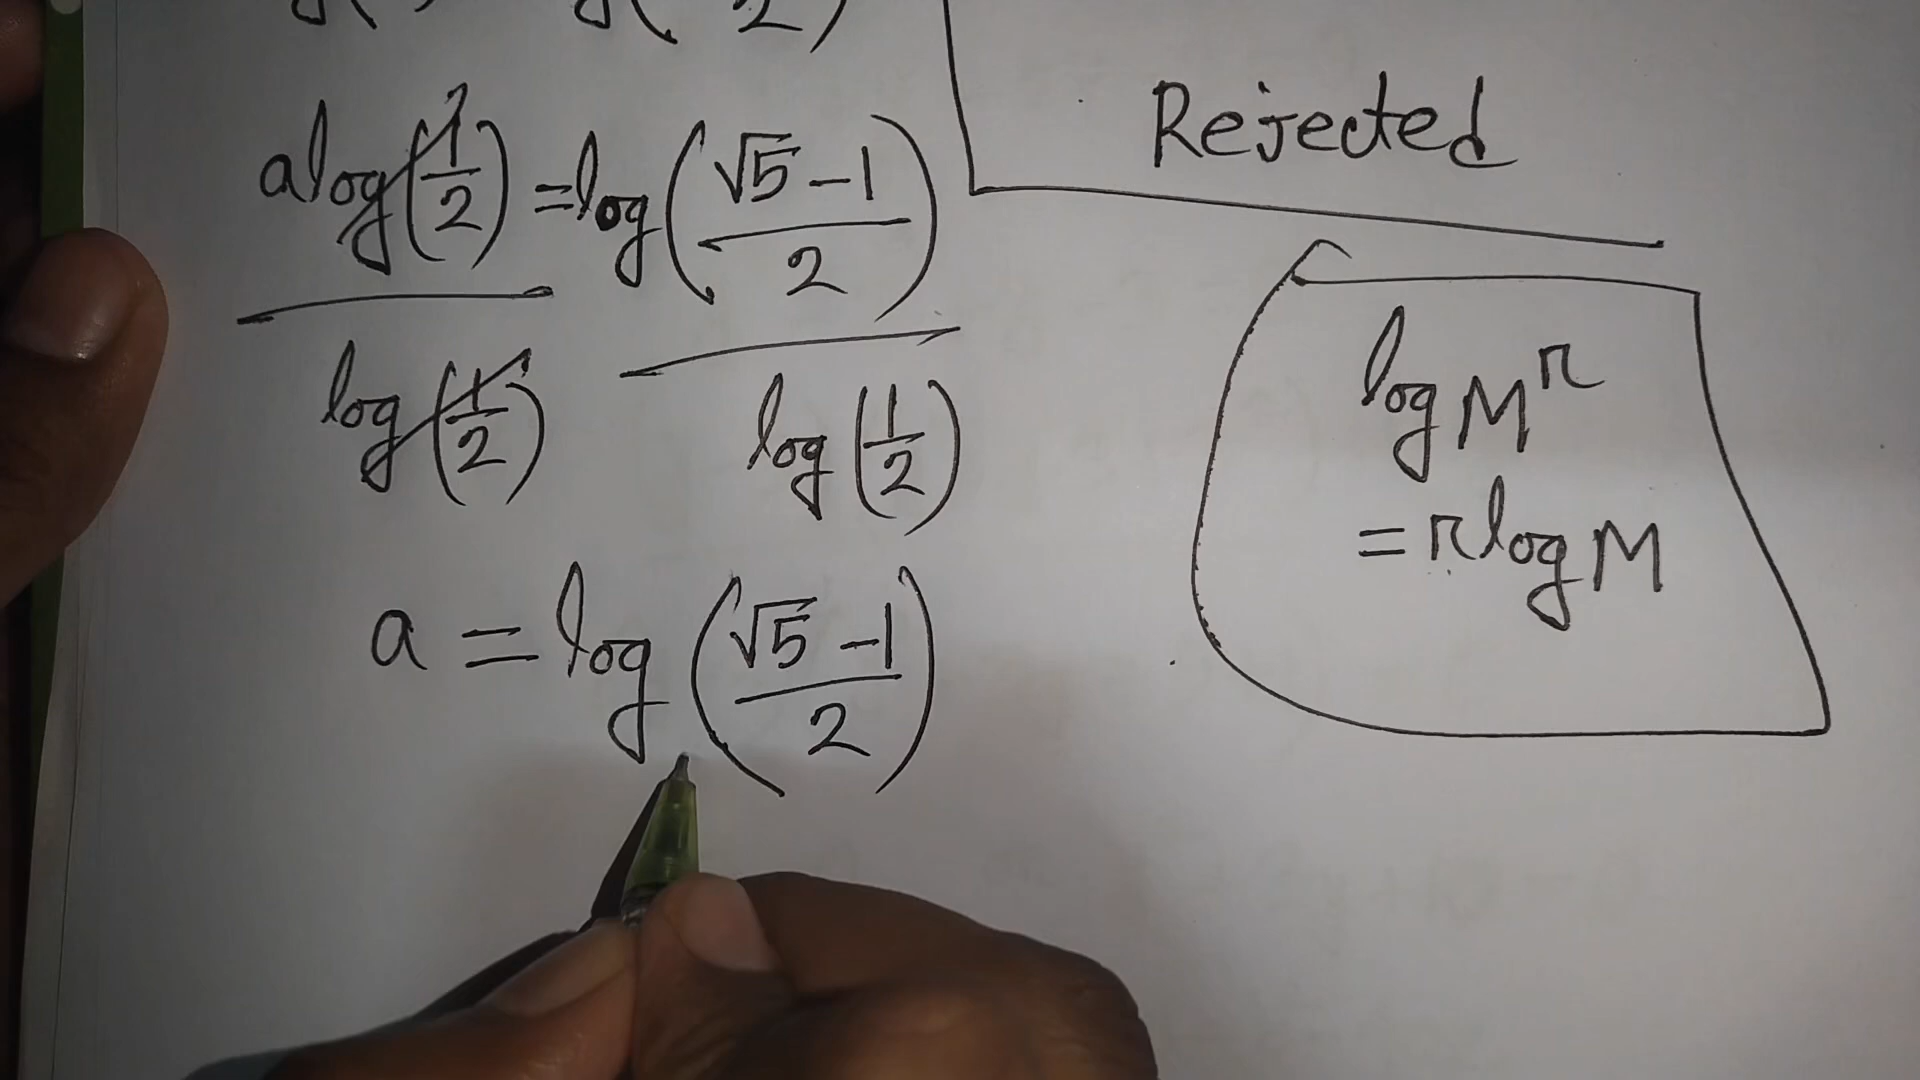 a log(1/2) = log((√5 - 1)/2)
log(1/2) log(1/2)
a = log((√5 - 1)/2)
Rejected
log M^r
= r log M